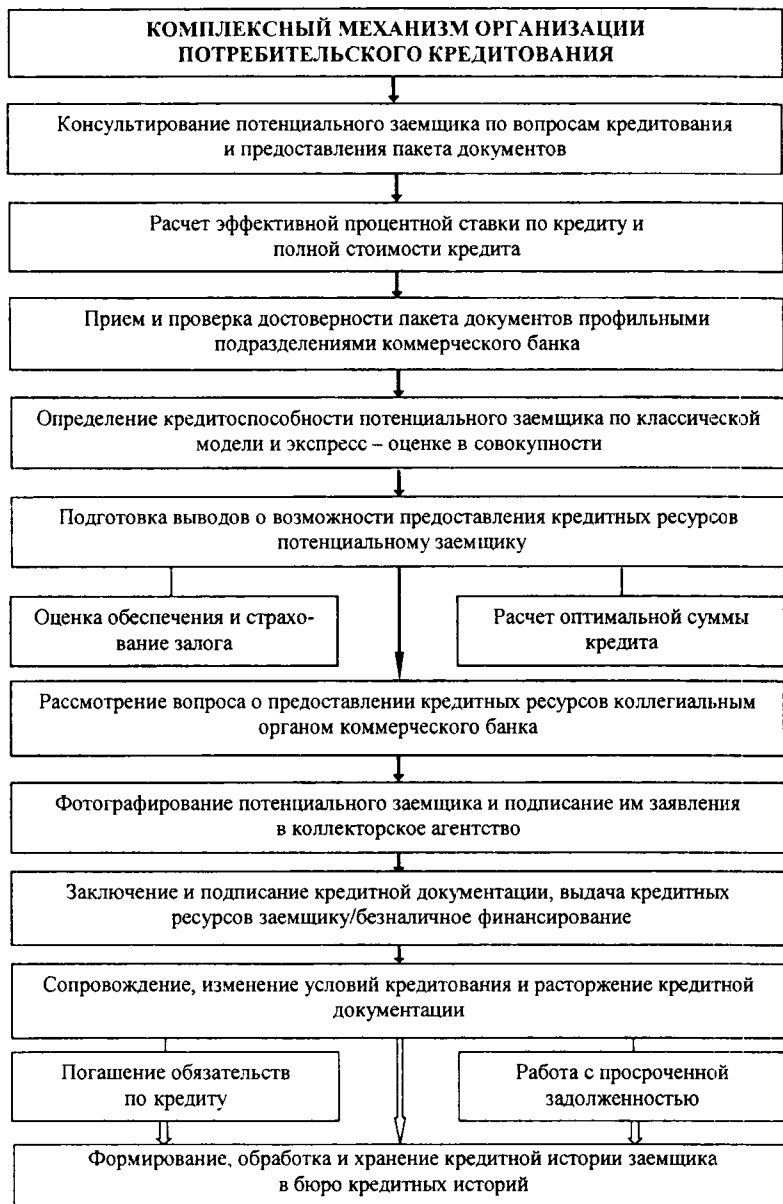 КОМПЛЕКСНЫЙ МЕХАНИЗМ ОРГАНИЗАЦИИ
ПОТРЕБИТЕЛЬСКОГО КРЕДИТОВАНИЯ
Консультирование потенциального заемщика по вопросам кредитования
и предоставления пакета документов
Расчет эффективной процентной ставки по кредиту и
полной стоимости кредита
Прием и проверка достоверности пакета документов профильными
подразделениями коммерческого банка
Определение кредитоспособности потенциального заемщика по классической
модели и экспресс – оценке в совокупности
Подготовка выводов о возможности предоставления кредитных ресурсов
потенциальному заемщику
Оценка обеспечения и страхо-
вание залога
Расчет оптимальной суммы
кредита
Рассмотрение вопроса о предоставлении кредитных ресурсов коллегиальным
органом коммерческого банка
Фотографирование потенциального заемщика и подписание им заявления
в коллекторское агентство
Заключение и подписание кредитной документации, выдача кредитных
ресурсов заемщику/безналичное финансирование
Сопровождение, изменение условий кредитования и расторжение кредитной
документации
Погашение обязательств
по кредиту
Работа с просроченной
задолженностью
Формирование, обработка и хранение кредитной истории заемщика
в бюро кредитных историй